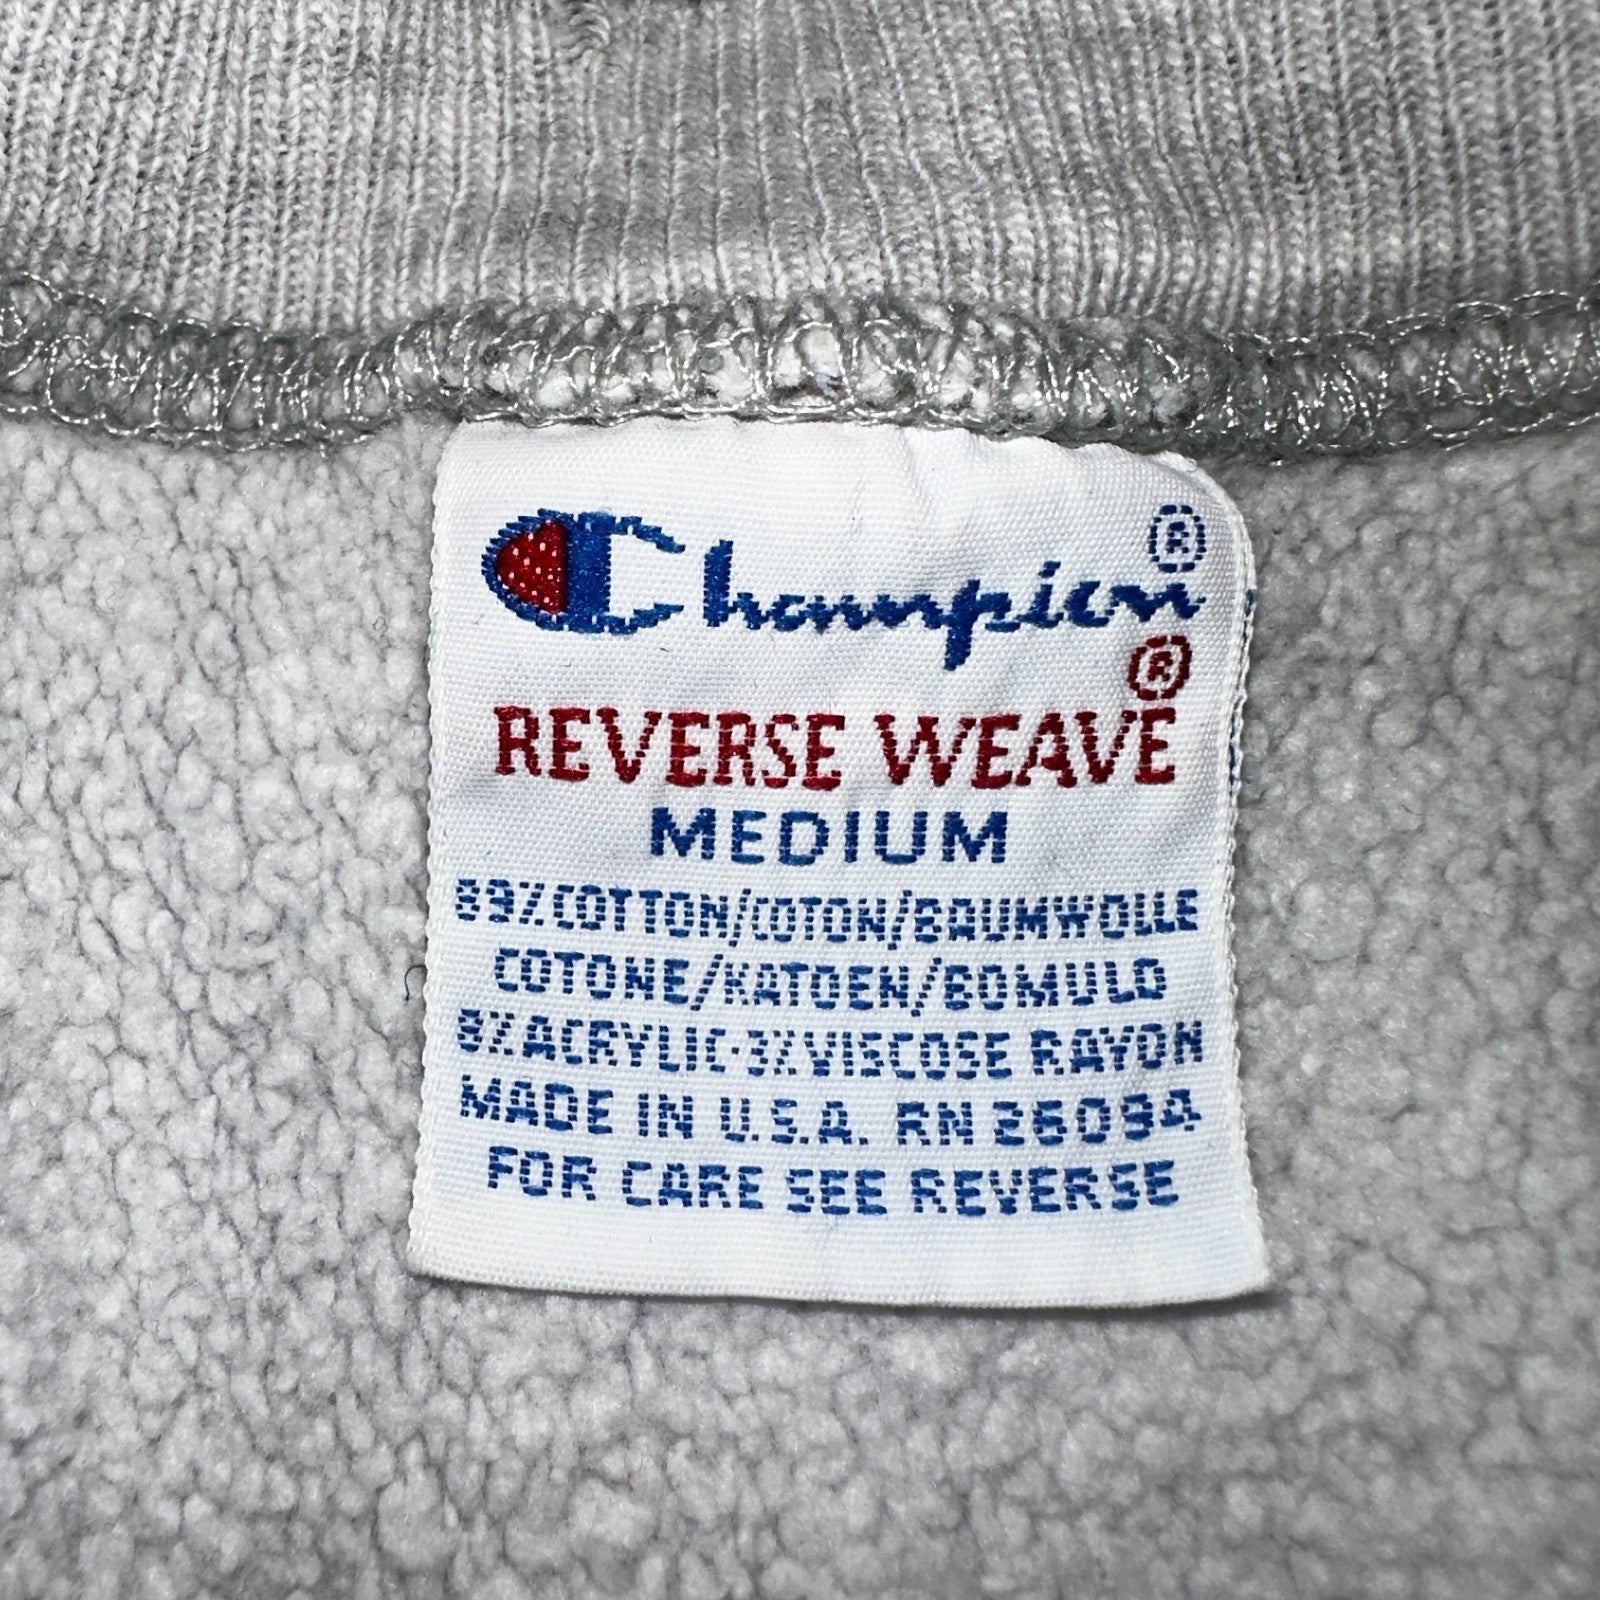 Champion®
®
REVERSE WEAVE
MEDIUM
89%COTTON/COTON/BAUMWOLLE
COTONE/KATOEN/BOMULD
8%ACRYLIC-3%VISCOSE RAYON
MADE IN U.S.A. RN 26094
FOR CARE SEE REVERSE